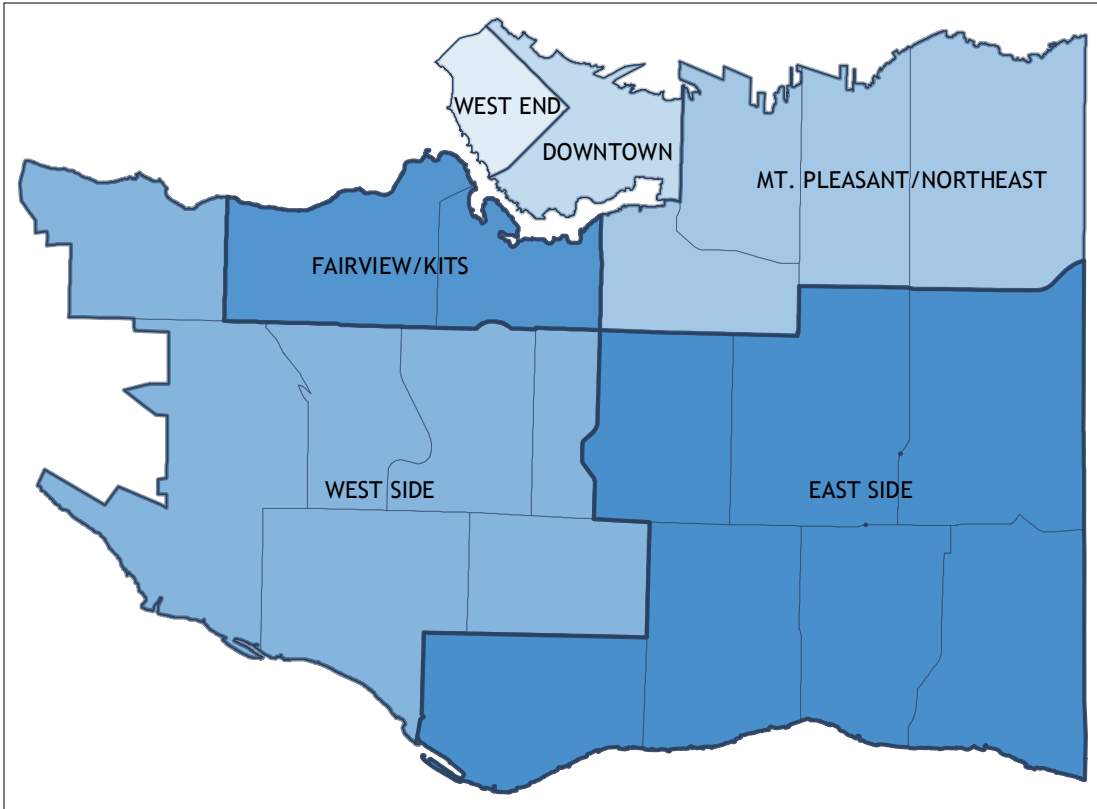 WEST END
DOWNTOWN
MT. PLEASANT/NORTHEAST
FAIRVIEW/KITS
WEST SIDE
EAST SIDE